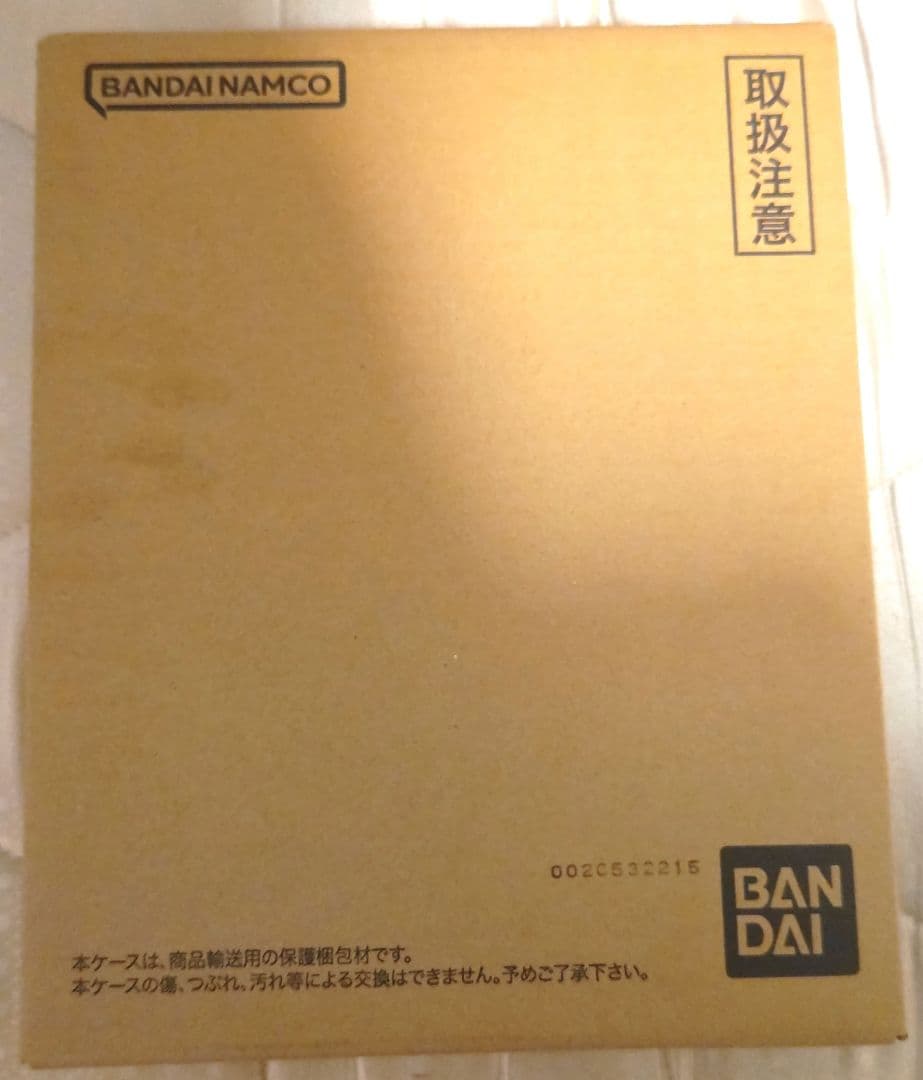 BANDAI NAMCO
取扱注意
002C532215
BAN
DAI
本ケースは、商品輸送用の保護梱包材です。
本ケースの傷、つぶれ、汚れ等による交換はできません。予めご了承下さい。